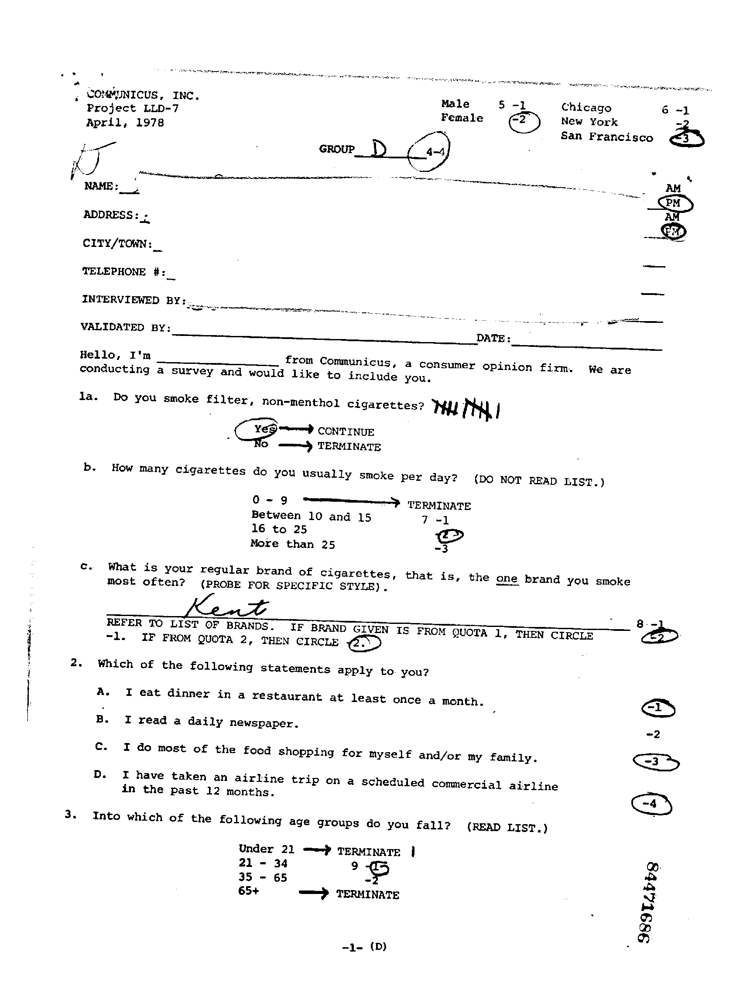 COMMUNICUS, INC.
Project LLD-7
April, 1978
Male 5 -1
Female -2
Chicago 6 -1
New York -2
San Francisco -3
GROUP D 4-4
NAME:
AM
PM
ADDRESS:
AM
PM
CITY/TOWN:
TELEPHONE #:
INTERVIEWED BY:
VALIDATED BY: DATE:
Hello, I'm ________________ from Communicus, a consumer opinion firm. We are
conducting a survey and would like to include you.
1a. Do you smoke filter, non-menthol cigarettes?
Yes → CONTINUE
No → TERMINATE
b. How many cigarettes do you usually smoke per day? (DO NOT READ LIST.)
0 - 9 → TERMINATE
Between 10 and 15 7 -1
16 to 25 -2
More than 25 -3
c. What is your regular brand of cigarettes, that is, the one brand you smoke
most often? (PROBE FOR SPECIFIC STYLE).
Kent
8 -1
REFER TO LIST OF BRANDS. IF BRAND GIVEN IS FROM QUOTA 1, THEN CIRCLE -2
-1. IF FROM QUOTA 2, THEN CIRCLE 2.
2. Which of the following statements apply to you?
A. I eat dinner in a restaurant at least once a month. -1
B. I read a daily newspaper. -2
C. I do most of the food shopping for myself and/or my family. -3
D. I have taken an airline trip on a scheduled commercial airline
in the past 12 months. -4
3. Into which of the following age groups do you fall? (READ LIST.)
Under 21 → TERMINATE |
21 - 34 9 -1
35 - 65 -2
65+ → TERMINATE
84471686
-1- (D)